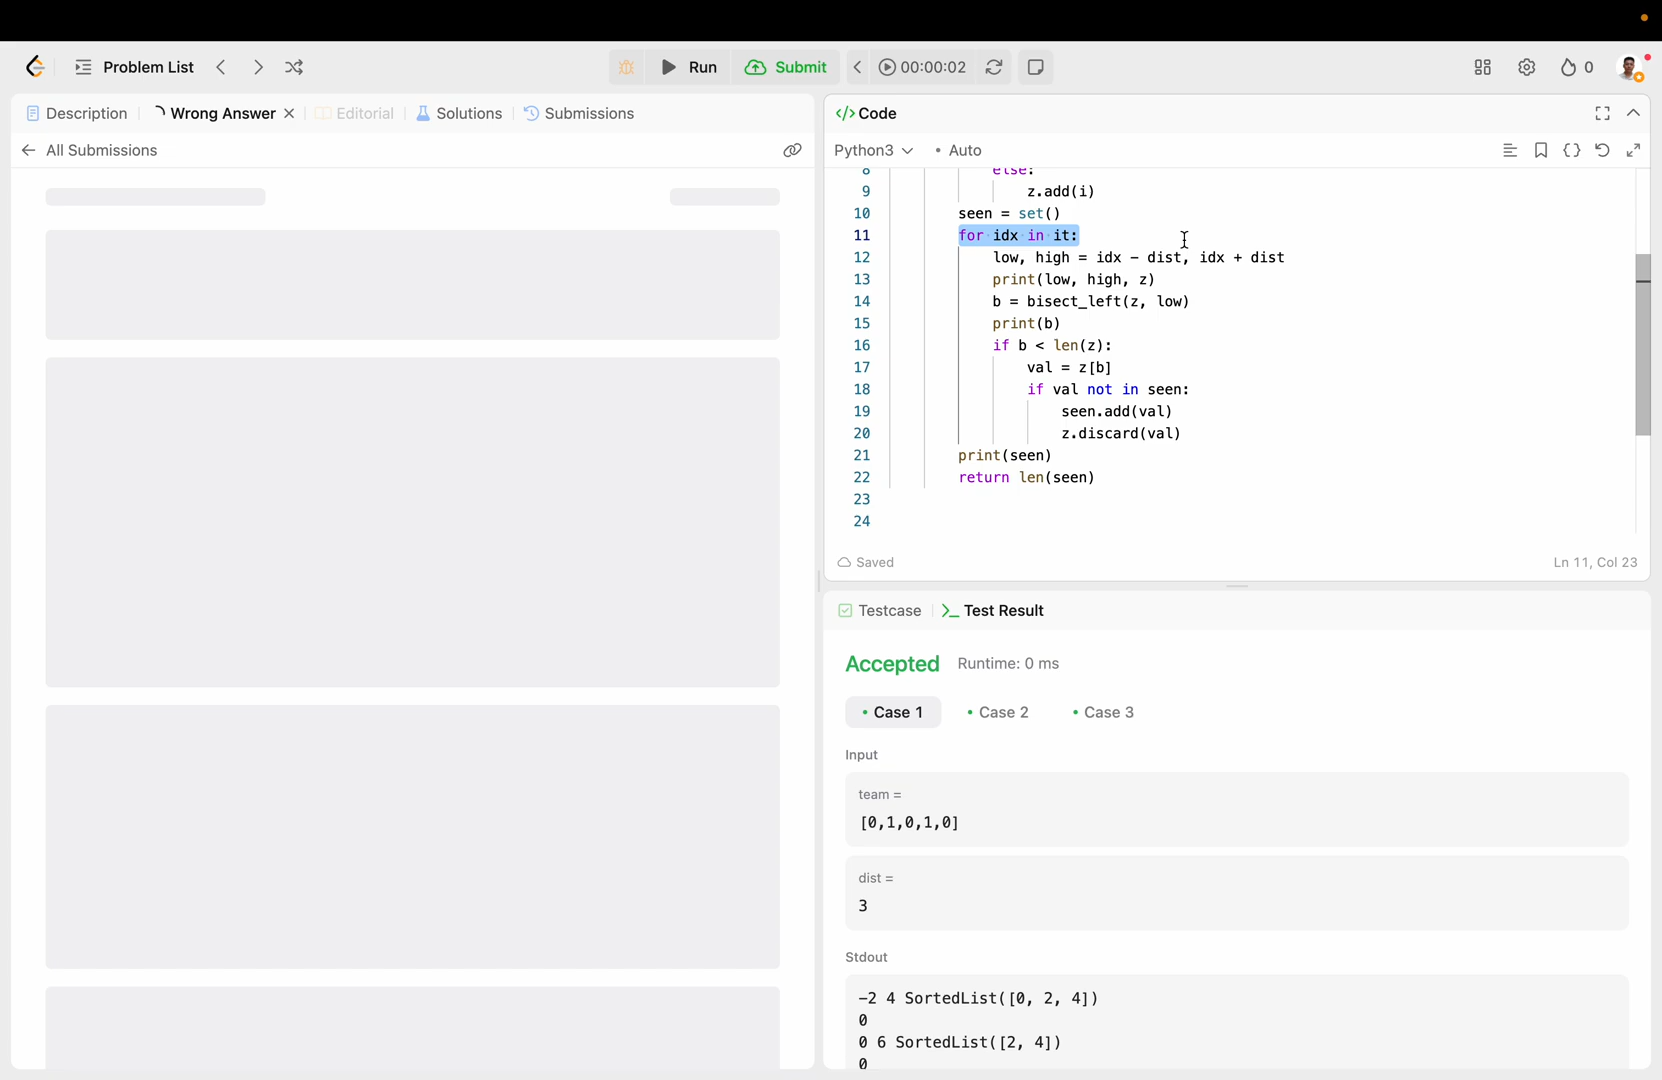 Problem List
Run
Submit
00:00:02
0
Description
Wrong Answer
Editorial
Solutions
Submissions
All Submissions
</> Code
Python3
• Auto
8 else:
9 z.add(i)
10 seen = set()
11 for idx in it:
12 low, high = idx - dist, idx + dist
13 print(low, high, z)
14 b = bisect_left(z, low)
15 print(b)
16 if b < len(z):
17 val = z[b]
18 if val not in seen:
19 seen.add(val)
20 z.discard(val)
21 print(seen)
22 return len(seen)
23
24
Saved
Ln 11, Col 23
Testcase
>_ Test Result
Accepted
Runtime: 0 ms
• Case 1
• Case 2
• Case 3
Input
team =
[0,1,0,1,0]
dist =
3
Stdout
-2 4 SortedList([0, 2, 4])
0
0 6 SortedList([2, 4])
0